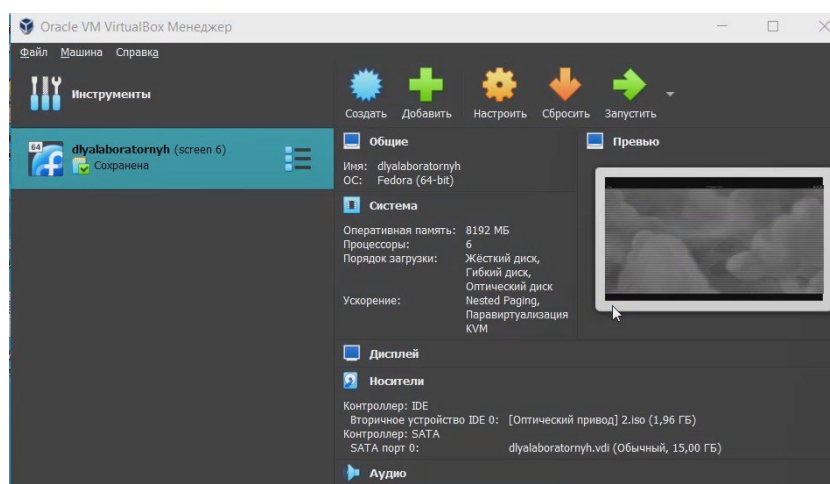 Oracle VM VirtualBox Менеджер
Файл Машина Справка
Инструменты
Создать Добавить Настроить Сбросить Запустить
64
dlyalaboratornyh (screen 6)
Сохранена
Общие
Имя: dlyalaboratornyh
ОС: Fedora (64-bit)
Превью
Система
Оперативная память: 8192 МБ
Процессоры: 6
Порядок загрузки: Жёсткий диск,
Гибкий диск,
Оптический диск
Ускорение: Nested Paging,
Паравиртуализация
KVM
Дисплей
Носители
Контроллер: IDE
Вторичное устройство IDE 0: [Оптический привод] 2.iso (1,96 ГБ)
Контроллер: SATA
SATA порт 0: dlyalaboratornyh.vdi (Обычный, 15,00 ГБ)
Аудио